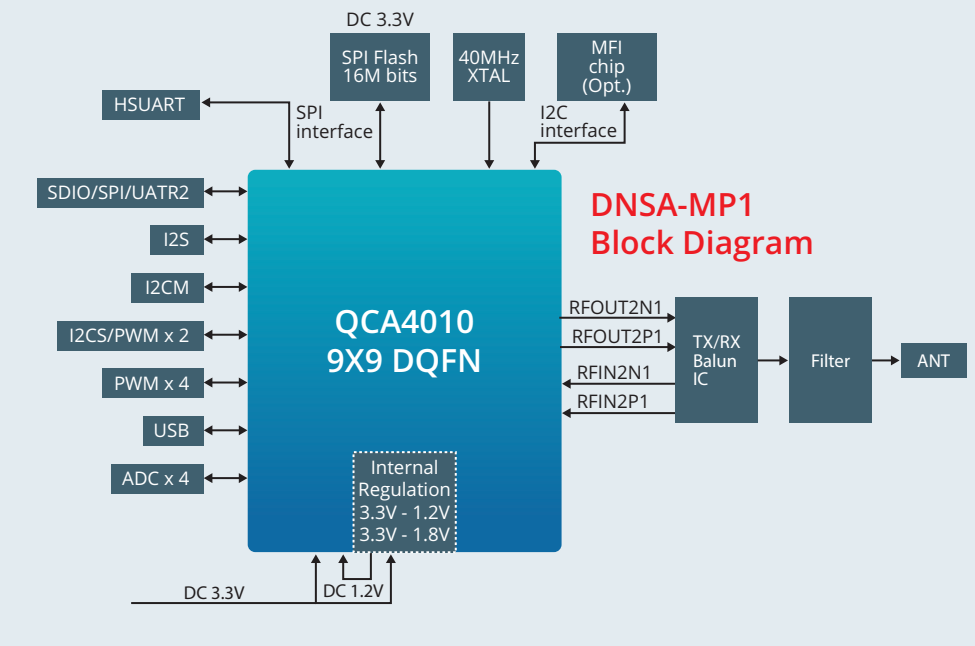 DC 3.3V
SPI Flash
16M bits
40MHz
XTAL
MFI
chip
(Opt.)
HSUART
SPI
interface
I2C
interface
SDIO/SPI/UATR2
I2S
I2CM
I2CS/PWM x 2
PWM x 4
USB
ADC x 4
DNSA-MP1
Block Diagram
QCA4010
9X9 DQFN
RFOUT2N1
RFOUT2P1
RFIN2N1
RFIN2P1
TX/RX
Balun
IC
Filter
ANT
Internal
Regulation
3.3V - 1.2V
3.3V - 1.8V
DC 3.3V
DC 1.2V